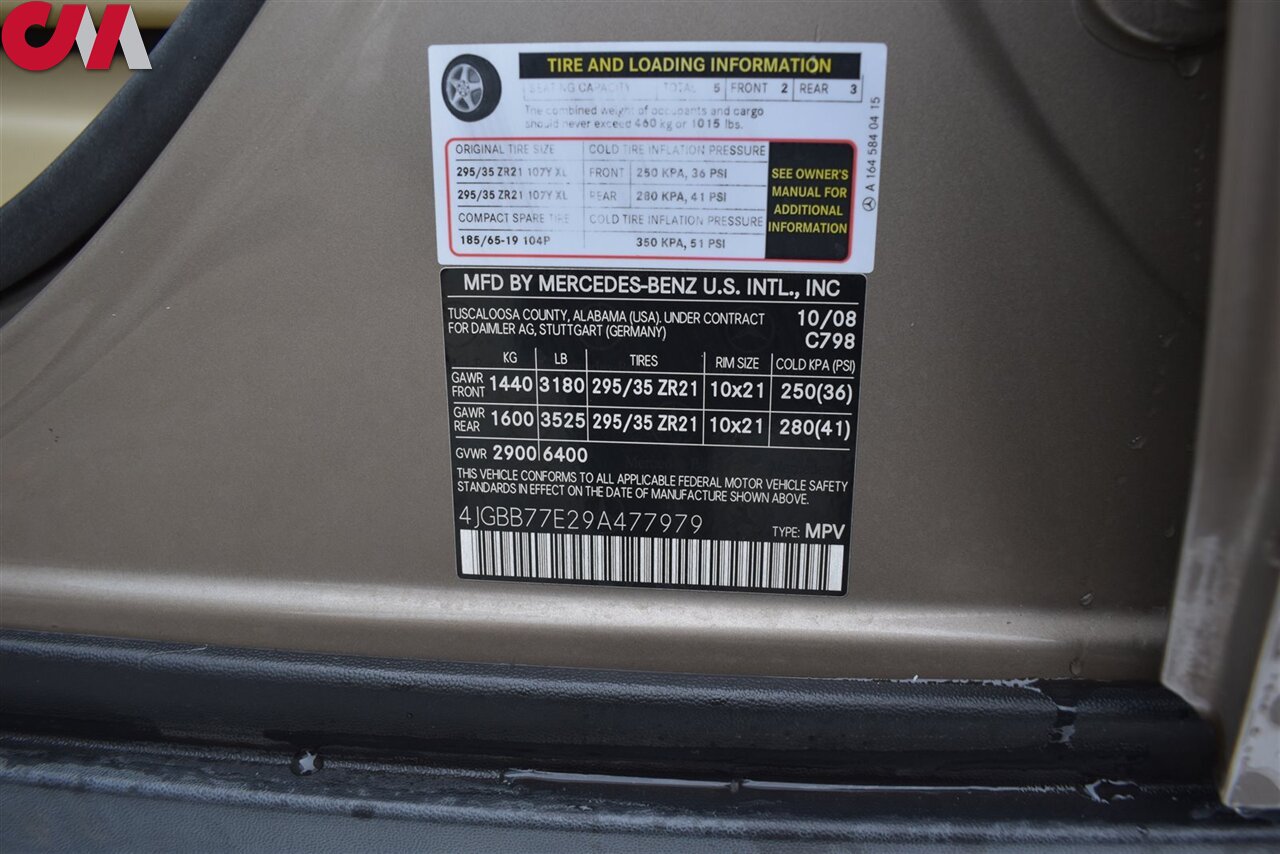 CM
TIRE AND LOADING INFORMATION
SEATING CAPACITY TOTAL 5 FRONT 2 REAR 3
The combined weight of occupants and cargo
should never exceed 460 kg or 1015 lbs.
ORIGINAL TIRE SIZE COLD TIRE INFLATION PRESSURE
295/35 ZR21 107Y XL FRONT 250 KPA, 36 PSI
295/35 ZR21 107Y XL REAR 280 KPA, 41 PSI
COMPACT SPARE TIRE COLD TIRE INFLATION PRESSURE
185/65-19 104P 350 KPA, 51 PSI
SEE OWNER'S
MANUAL FOR
ADDITIONAL
INFORMATION
A 164 584 04 15
MFD BY MERCEDES-BENZ U.S. INTL., INC
TUSCALOOSA COUNTY, ALABAMA (USA). UNDER CONTRACT 10/08
FOR DAIMLER AG, STUTTGART (GERMANY) C798
KG LB TIRES RIM SIZE COLD KPA (PSI)
GAWR FRONT 1440 3180 295/35 ZR21 10x21 250(36)
GAWR REAR 1600 3525 295/35 ZR21 10x21 280(41)
GVWR 2900 6400
THIS VEHICLE CONFORMS TO ALL APPLICABLE FEDERAL MOTOR VEHICLE SAFETY
STANDARDS IN EFFECT ON THE DATE OF MANUFACTURE SHOWN ABOVE.
4JGBB77E29A477979 TYPE: MPV